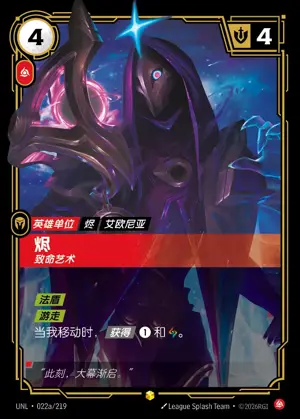 4
4
英雄单位 烬 艾欧尼亚
烬
致命艺术
法盾
游走
当我移动时，获得 1 和 。
“此刻，大幕渐启。”
UNL • 022a/219
League Splash Team • ©2026RGI